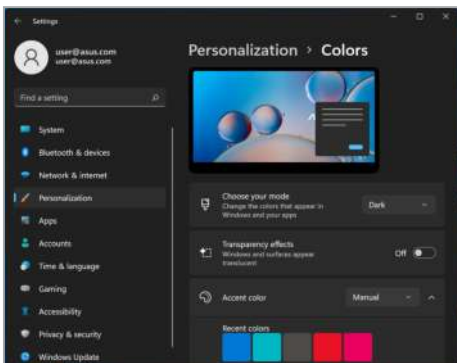 Settings
user@asus.com
user@asus.com
Find a setting
System
Bluetooth & devices
Network & internet
Personalization
Apps
Accounts
Time & language
Gaming
Accessibility
Privacy & security
Windows Update
Personalization > Colors
Choose your mode
Change the colors that appear in
Windows and your apps
Dark
Transparency effects
Windows and surfaces appear
translucent
Off
Accent color
Manual
Recent colors